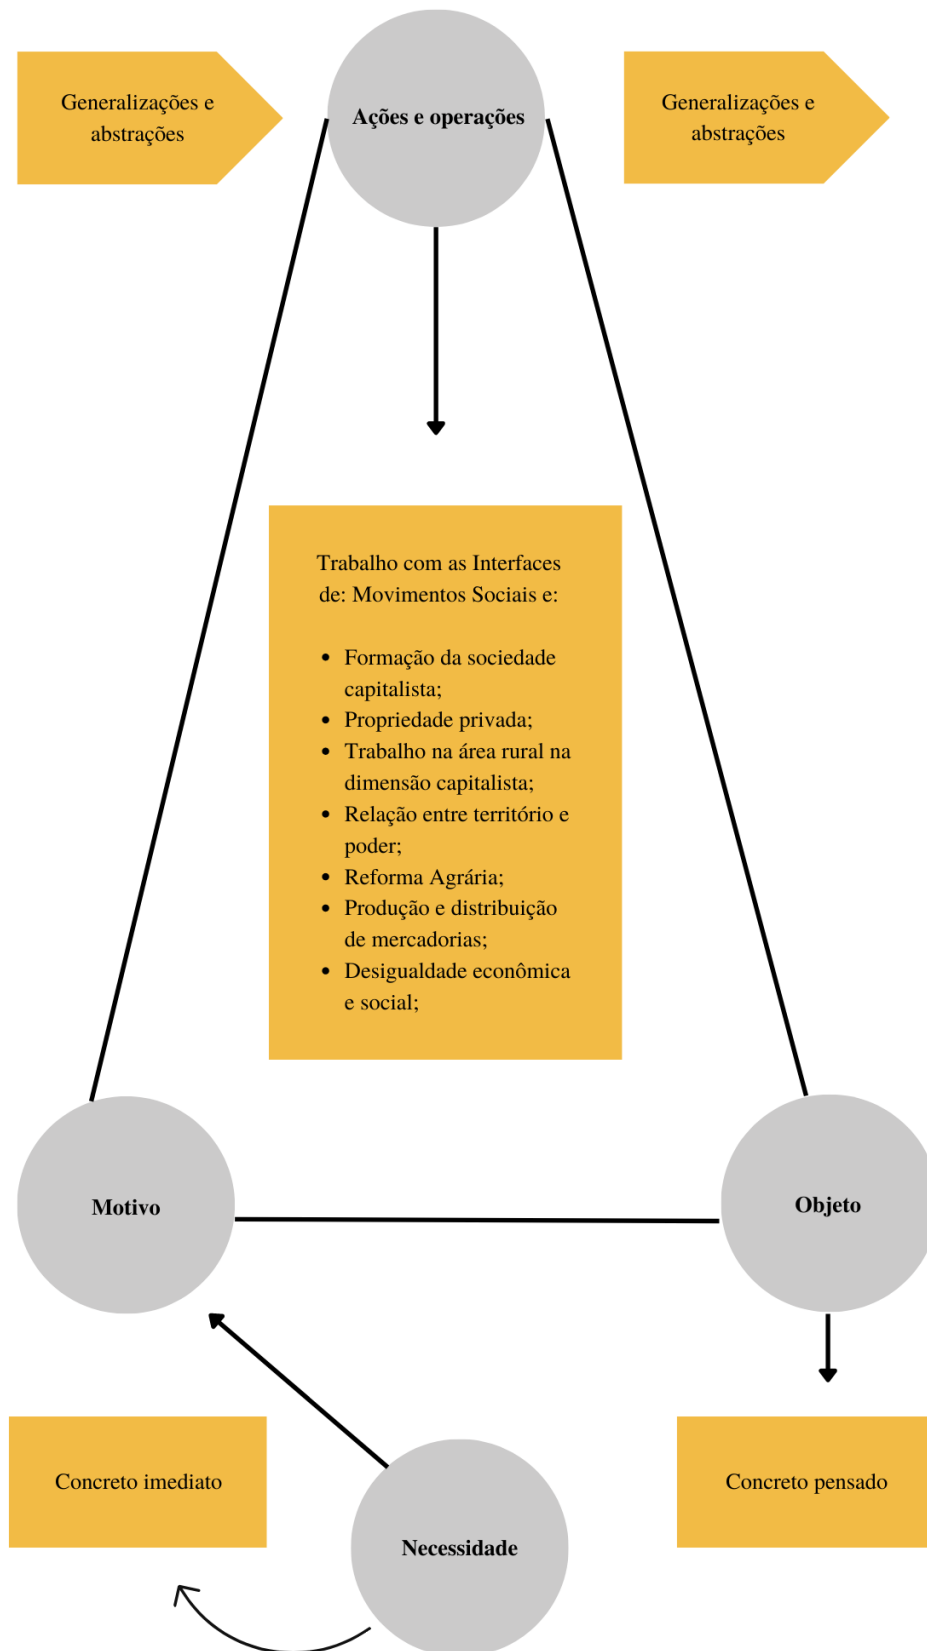 Generalizações e
abstrações
Ações e operações
Generalizações e
abstrações
Trabalho com as Interfaces
de: Movimentos Sociais e:
• Formação da sociedade
capitalista;
• Propriedade privada;
• Trabalho na área rural na
dimensão capitalista;
• Relação entre território e
poder;
• Reforma Agrária;
• Produção e distribuição
de mercadorias;
• Desigualdade econômica
e social;
Motivo
Objeto
Concreto imediato
Necessidade
Concreto pensado